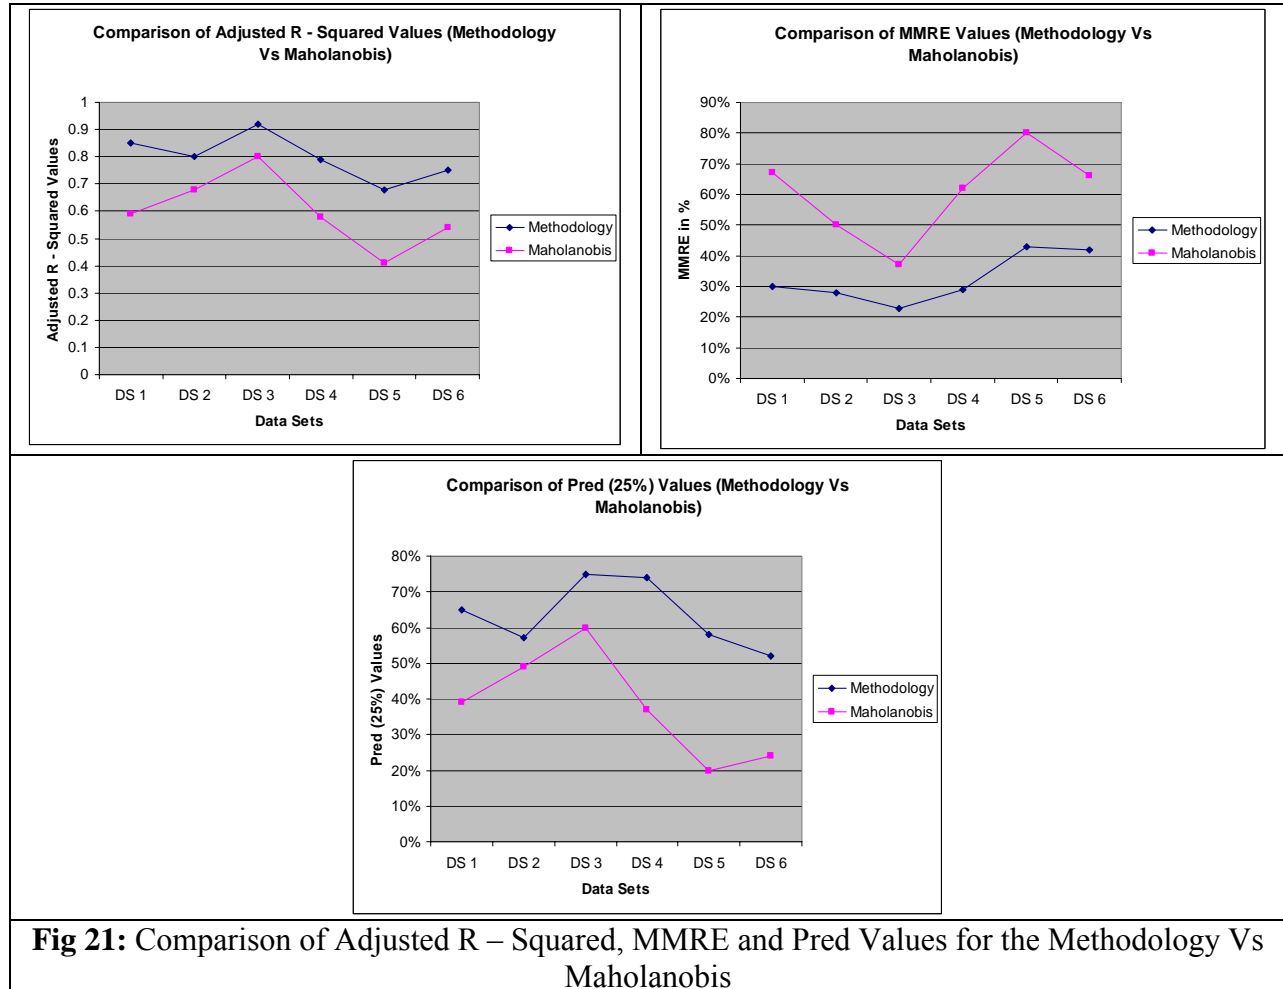 Comparison of Adjusted R - Squared Values (Methodology
Vs Maholanobis)
Adjusted R - Squared Values
1
0.9
0.8
0.7
0.6
0.5
0.4
0.3
0.2
0.1
0
DS 1 DS 2 DS 3 DS 4 DS 5 DS 6
Data Sets
Methodology
Maholanobis
Comparison of MMRE Values (Methodology Vs
Maholanobis)
MMRE in %
90%
80%
70%
60%
50%
40%
30%
20%
10%
0%
DS 1 DS 2 DS 3 DS 4 DS 5 DS 6
Data Sets
Methodology
Maholanobis
Comparison of Pred (25%) Values (Methodology Vs
Maholanobis)
Pred (25%) Values
80%
70%
60%
50%
40%
30%
20%
10%
0%
DS 1 DS 2 DS 3 DS 4 DS 5 DS 6
Data Sets
Methodology
Maholanobis
Fig 21: Comparison of Adjusted R – Squared, MMRE and Pred Values for the Methodology Vs
Maholanobis